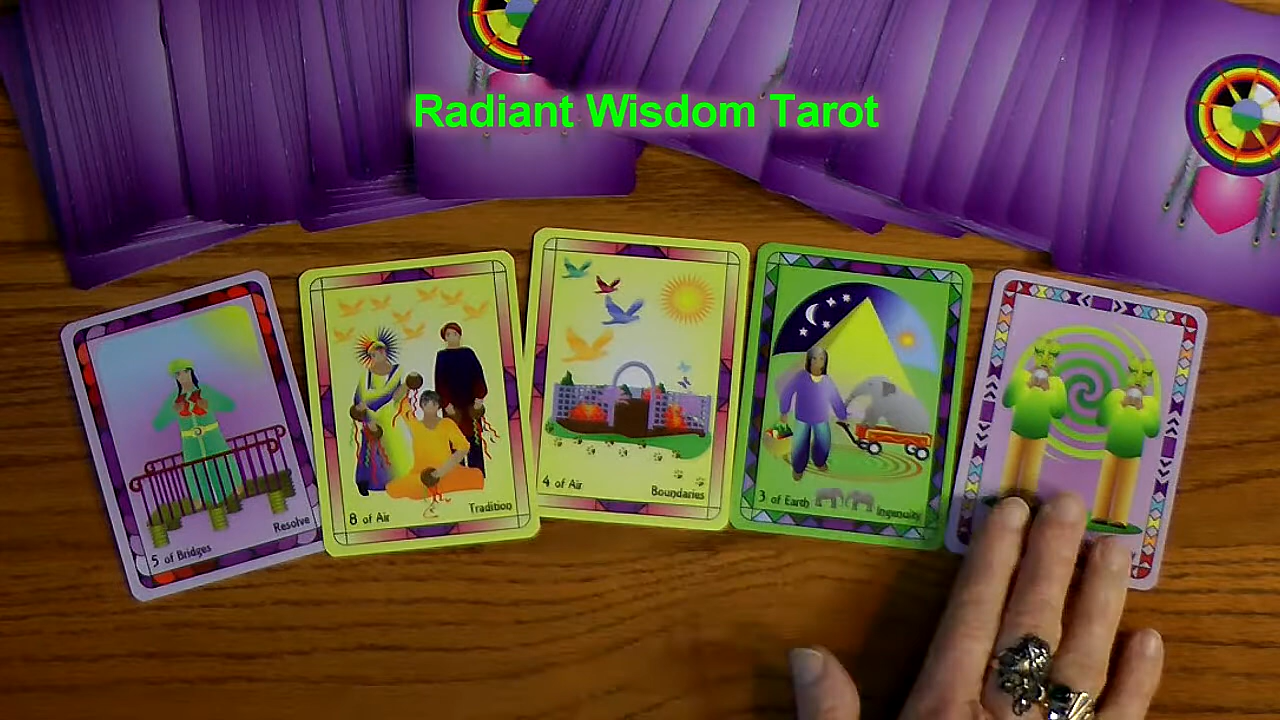 Radiant Wisdom Tarot
5 of Bridges
Resolve
8 of Air
Tradition
4 of Air
Boundaries
3 of Earth
Ingenuity